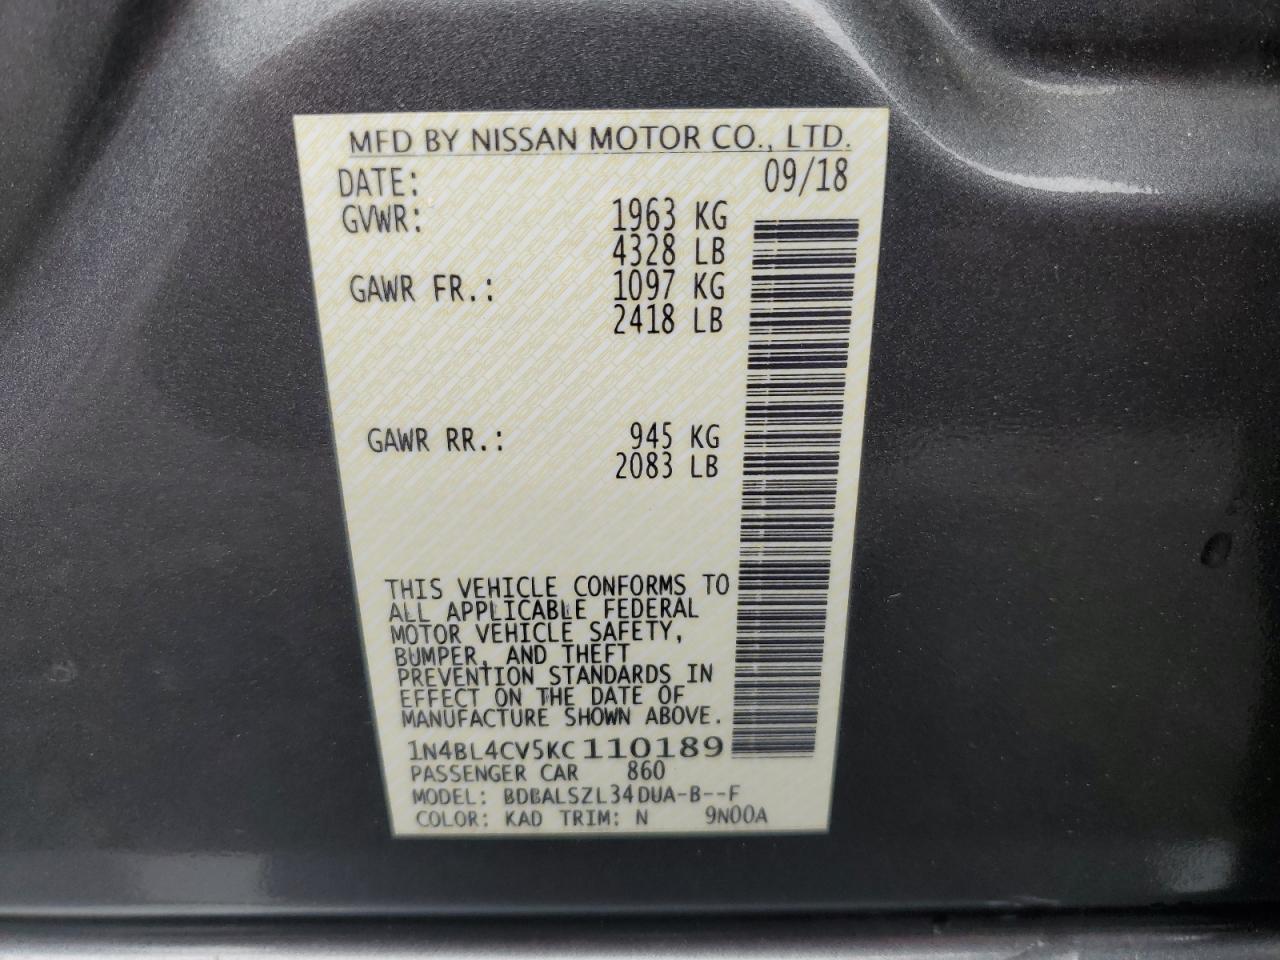 MFD BY NISSAN MOTOR CO., LTD.
DATE: 09/18
GVWR: 1963 KG
4328 LB
GAWR FR.: 1097 KG
2418 LB
GAWR RR.: 945 KG
2083 LB
THIS VEHICLE CONFORMS TO
ALL APPLICABLE FEDERAL
MOTOR VEHICLE SAFETY,
BUMPER, AND THEFT
PREVENTION STANDARDS IN
EFFECT ON THE DATE OF
MANUFACTURE SHOWN ABOVE.
1N4BL4CV5KC110189
PASSENGER CAR 860
MODEL: BDBALSZL34DUA-B--F
COLOR: KAD TRIM: N 9N00A